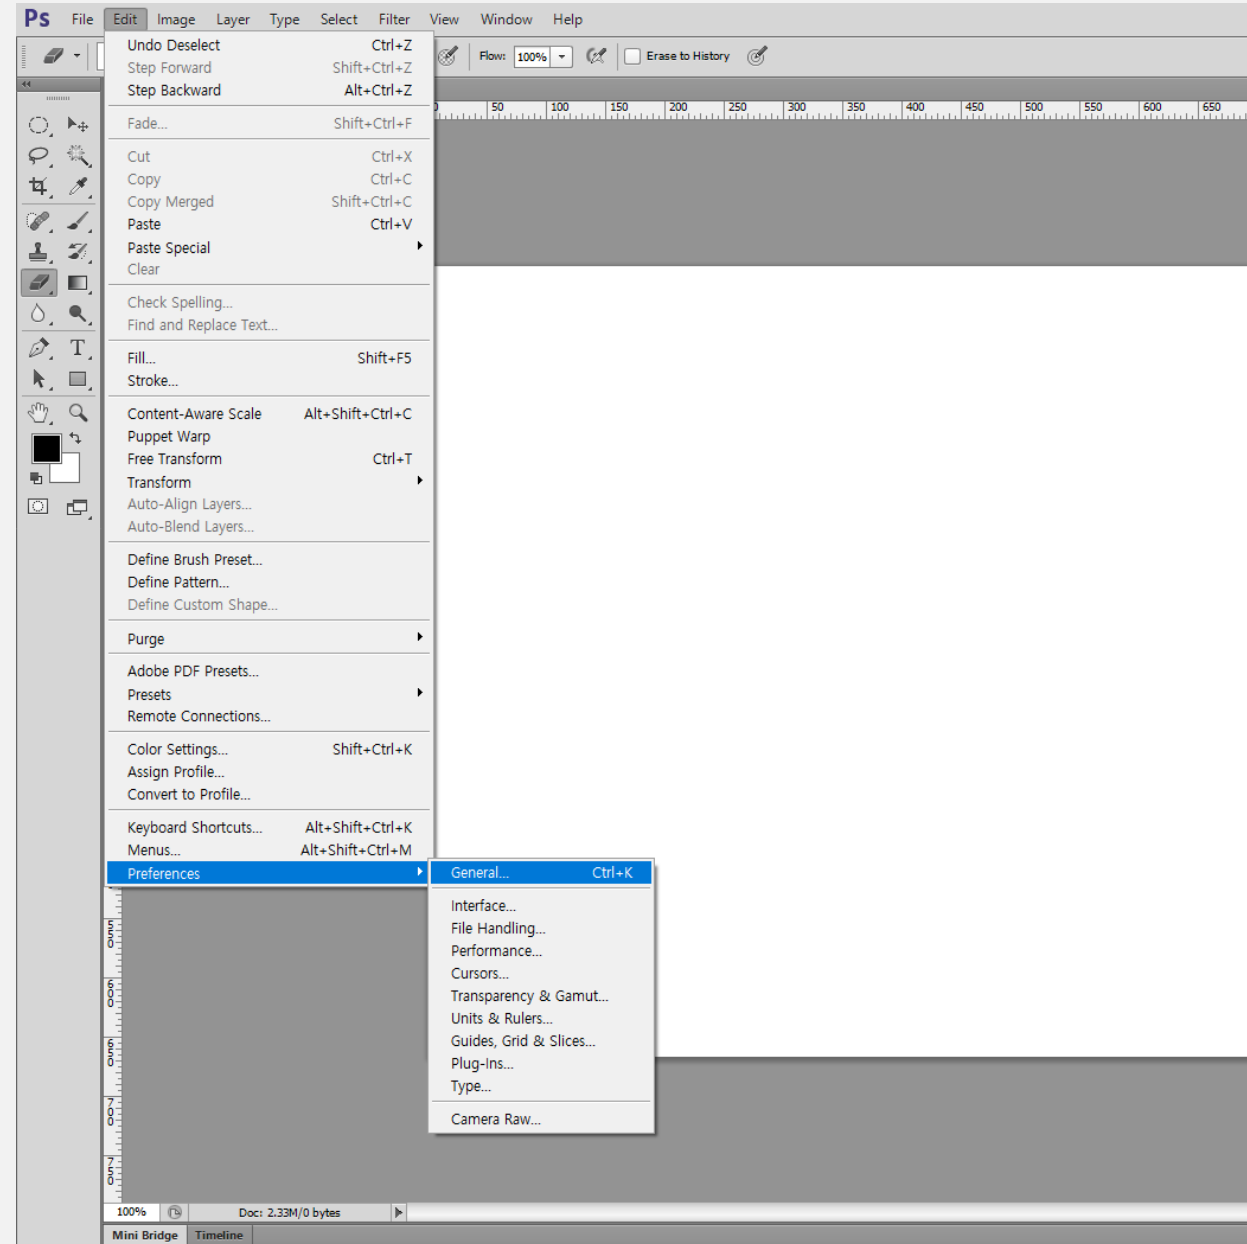 Ps File Edit Image Layer Type Select Filter View Window Help
Flow: 100% Erase to History
Undo Deselect Ctrl+Z
Step Forward Shift+Ctrl+Z
Step Backward Alt+Ctrl+Z
Fade... Shift+Ctrl+F
Cut Ctrl+X
Copy Ctrl+C
Copy Merged Shift+Ctrl+C
Paste Ctrl+V
Paste Special
Clear
Check Spelling...
Find and Replace Text...
Fill... Shift+F5
Stroke...
Content-Aware Scale Alt+Shift+Ctrl+C
Puppet Warp
Free Transform Ctrl+T
Transform
Auto-Align Layers...
Auto-Blend Layers...
Define Brush Preset...
Define Pattern...
Define Custom Shape...
Purge
Adobe PDF Presets...
Presets
Remote Connections...
Color Settings... Shift+Ctrl+K
Assign Profile...
Convert to Profile...
Keyboard Shortcuts... Alt+Shift+Ctrl+K
Menus... Alt+Shift+Ctrl+M
Preferences
General... Ctrl+K
Interface...
File Handling...
Performance...
Cursors...
Transparency & Gamut...
Units & Rulers...
Guides, Grid & Slices...
Plug-Ins...
Type...
Camera Raw...
50 100 150 200 250 300 350 400 450 500 550 600 650
550
600
650
700
750
100% Doc: 2.33M/0 bytes
Mini Bridge Timeline